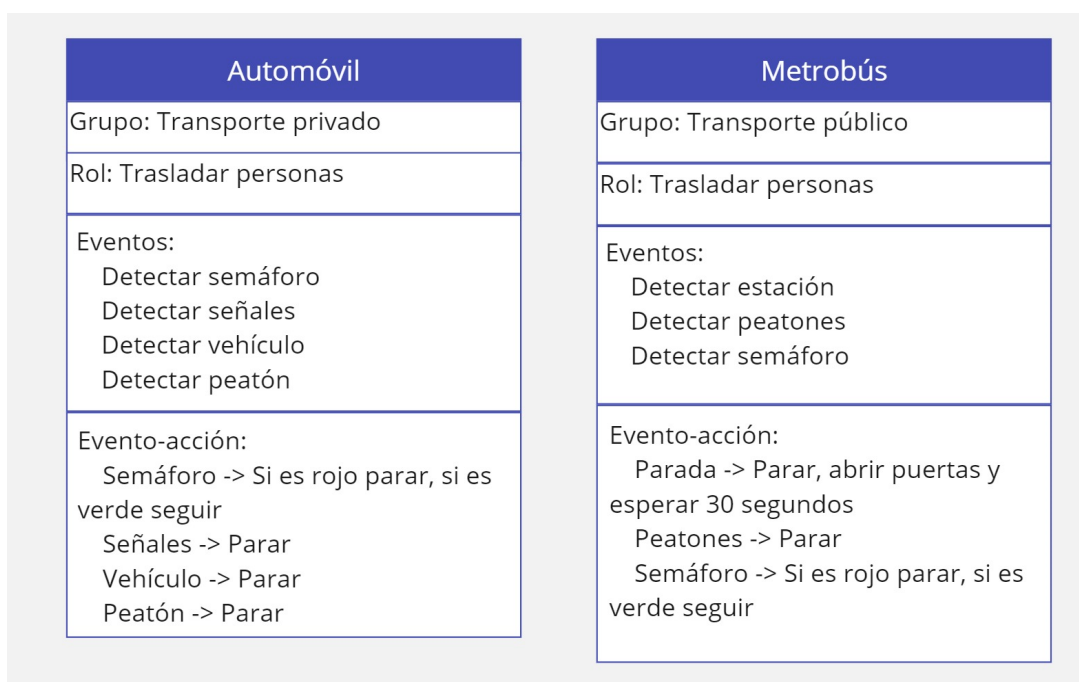 Automóvil
Grupo: Transporte privado
Rol: Trasladar personas
Eventos:
Detectar semáforo
Detectar señales
Detectar vehículo
Detectar peatón
Evento-acción:
Semáforo -> Si es rojo parar, si es
verde seguir
Señales -> Parar
Vehículo -> Parar
Peatón -> Parar
Metrobús
Grupo: Transporte público
Rol: Trasladar personas
Eventos:
Detectar estación
Detectar peatones
Detectar semáforo
Evento-acción:
Parada -> Parar, abrir puertas y
esperar 30 segundos
Peatones -> Parar
Semáforo -> Si es rojo parar, si es
verde seguir